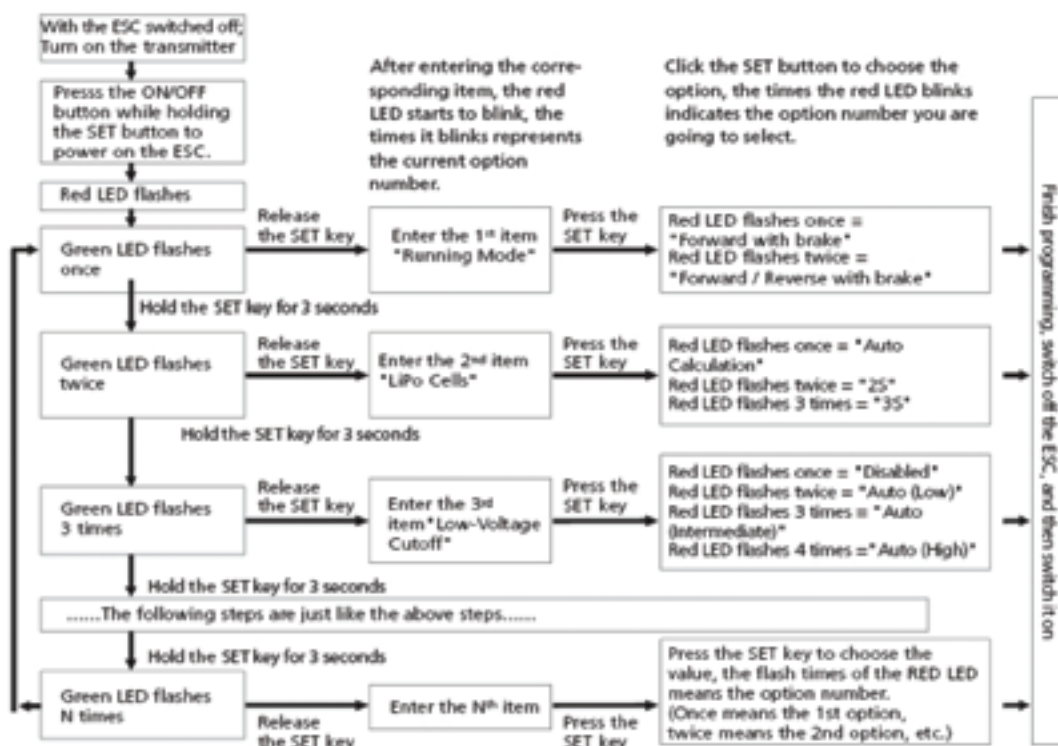 With the ESC switched off;
Turn on the transmitter
Presss the ON/OFF
button while holding
the SET button to
power on the ESC.
Red LED flashes
After entering the corre-
sponding item, the red
LED starts to blink, the
times it blinks represents
the current option
number.
Click the SET button to choose the
option, the times the red LED blinks
indicates the option number you are
going to select.
Green LED flashes
once
Release
the SET key
Enter the 1st item
"Running Mode"
Press the
SET key
Red LED flashes once =
"Forward with brake"
Red LED flashes twice =
"Forward / Reverse with brake"
Hold the SET key for 3 seconds
Green LED flashes
twice
Release
the SET key
Enter the 2nd item
"LiPo Cells"
Press the
SET key
Red LED flashes once = "Auto
Calculation"
Red LED flashes twice = "2S"
Red LED flashes 3 times = "3S"
Hold the SET key for 3 seconds
Green LED flashes
3 times
Release
the SET key
Enter the 3rd
item"Low-Voltage
Cutoff"
Press the
SET key
Red LED flashes once = "Disabled"
Red LED flashes twice = "Auto (Low)"
Red LED flashes 3 times = "Auto
(Intermediate)"
Red LED flashes 4 times ="Auto (High)"
Hold the SET key for 3 seconds
.......The following steps are just like the above steps.......
Hold the SET key for 3 seconds
Green LED flashes
N times
Release
the SET key
Enter the Nth item
Press the
SET key
Press the SET key to choose the
value, the flash times of the RED LED
means the option number.
(Once means the 1st option,
twice means the 2nd option, etc.)
Finish programming, switch off the ESC, and then switch it on